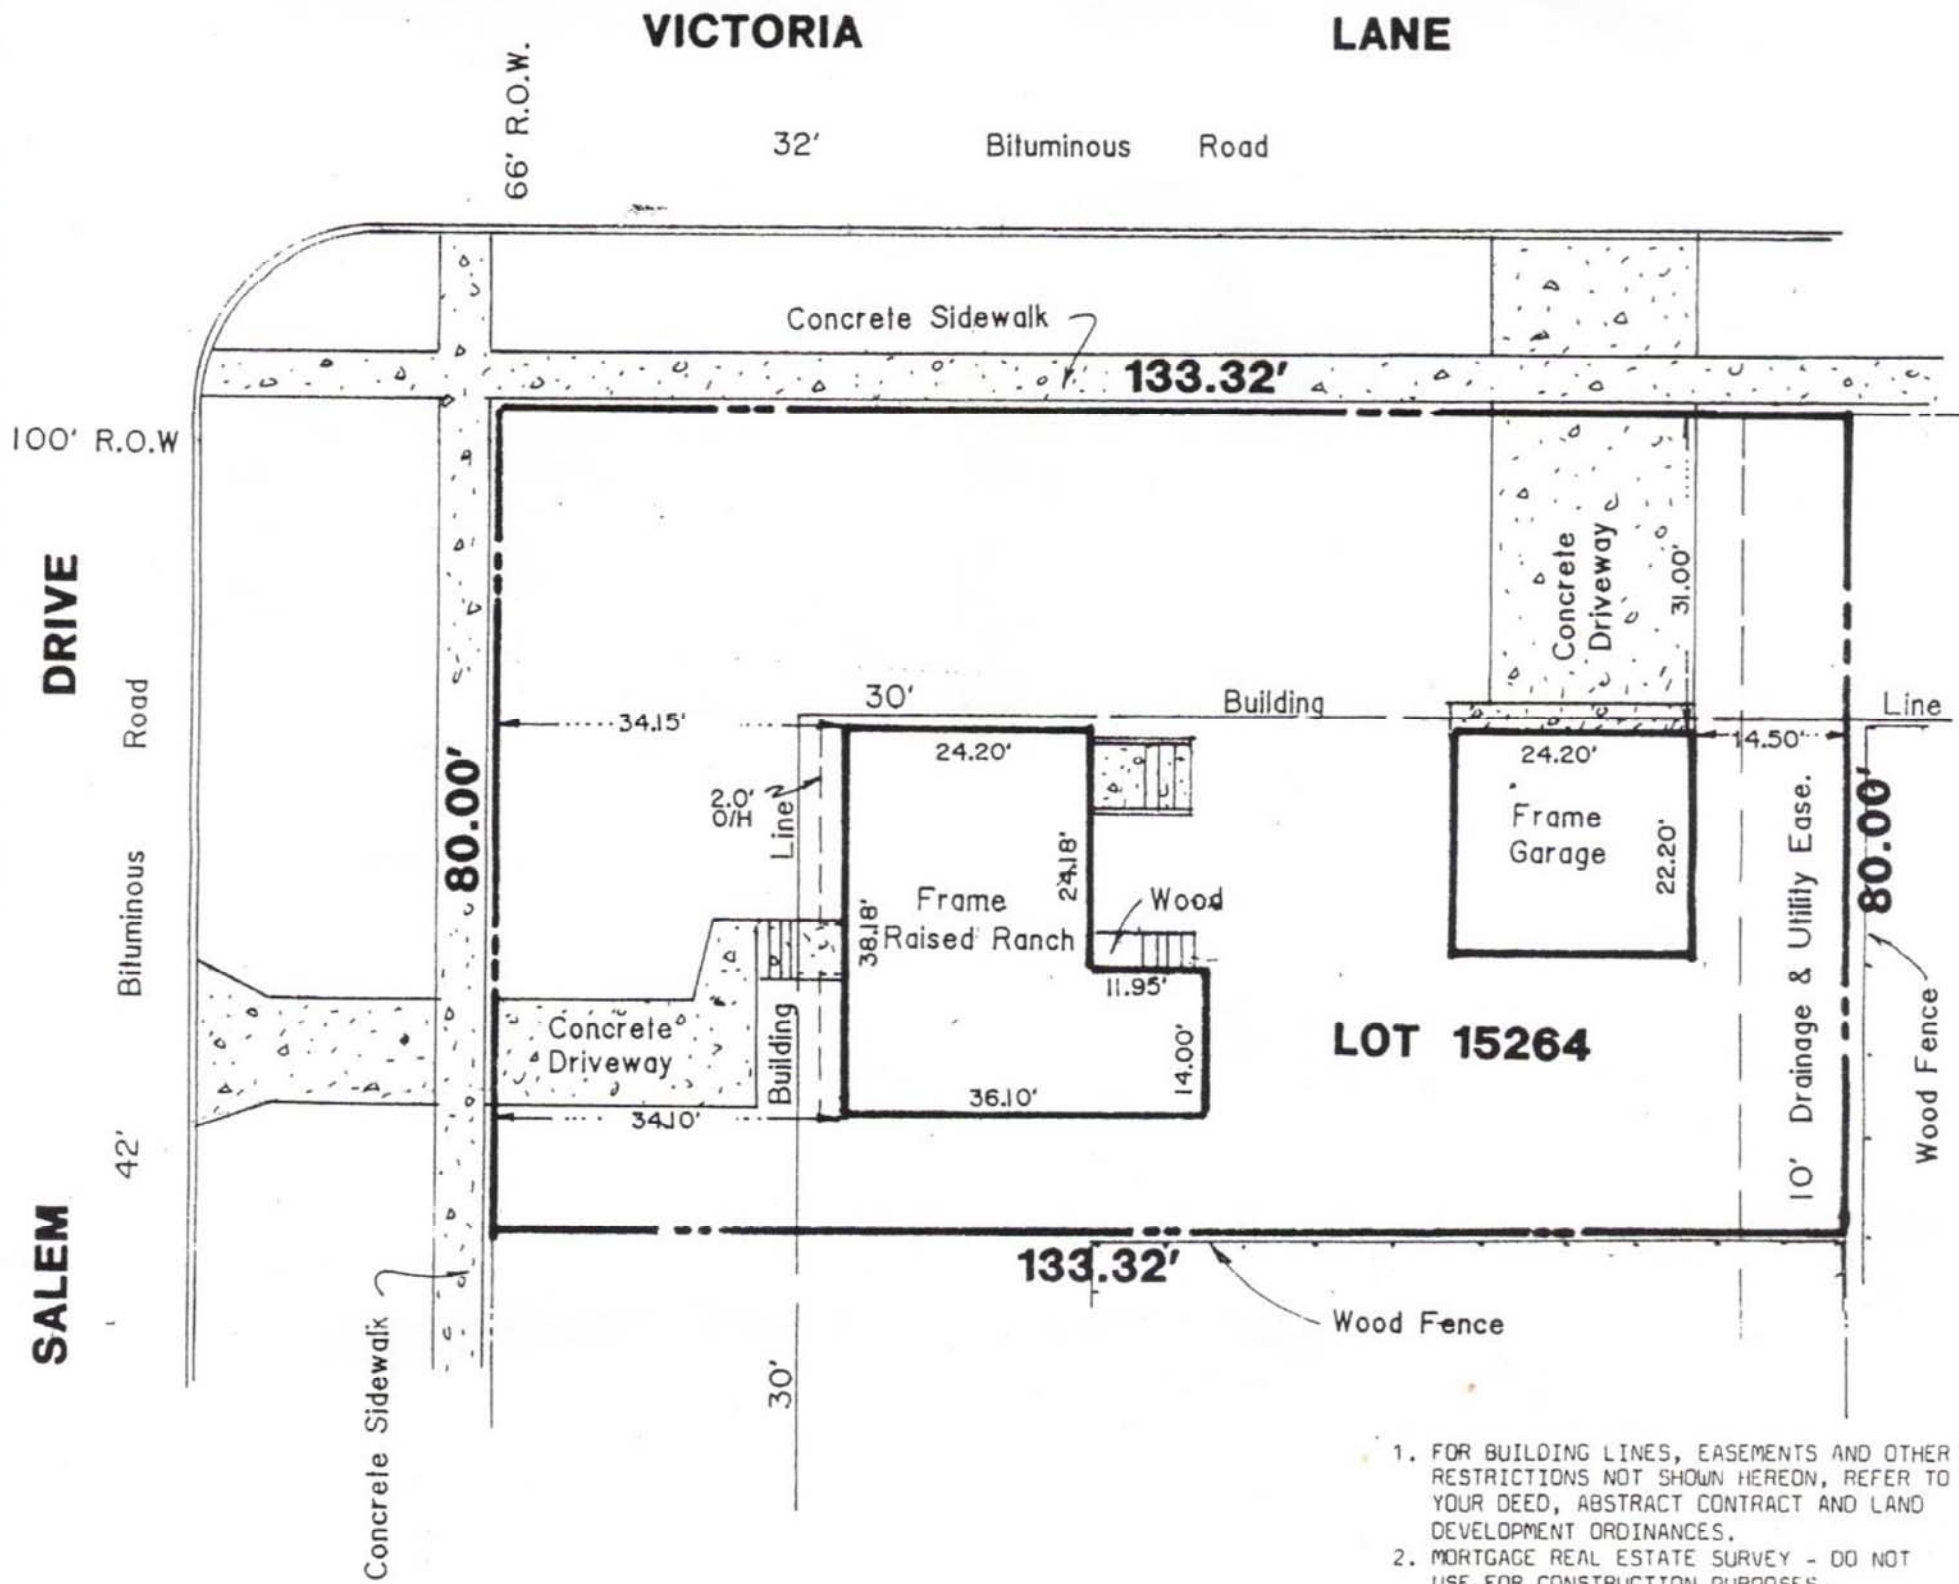 VICTORIA LANE
66' R.O.W.
32' Bituminous Road
Concrete Sidewalk
133.32'
100' R.O.W
SALEM DRIVE
42' Bituminous Road
80.00'
Concrete
Driveway
31.00'
30' Building Line
34.15'
24.20'
24.20'
14.50'
2.0'
O/H
Building Line
38.18'
24.18'
Frame
Raised Ranch
Wood
Frame
Garage
22.20'
10' Drainage & Utility Ease.
80.00'
Wood Fence
11.95'
14.00'
36.10'
LOT 15264
Concrete
Driveway
34.10'
133.32'
Wood Fence
30'
Concrete Sidewalk
1. FOR BUILDING LINES, EASEMENTS AND OTHER
RESTRICTIONS NOT SHOWN HEREON, REFER TO
YOUR DEED, ABSTRACT CONTRACT AND LAND
DEVELOPMENT ORDINANCES.
2. MORTGAGE REAL ESTATE SURVEY - DO NOT
USE FOR CONSTRUCTION PURPOSES